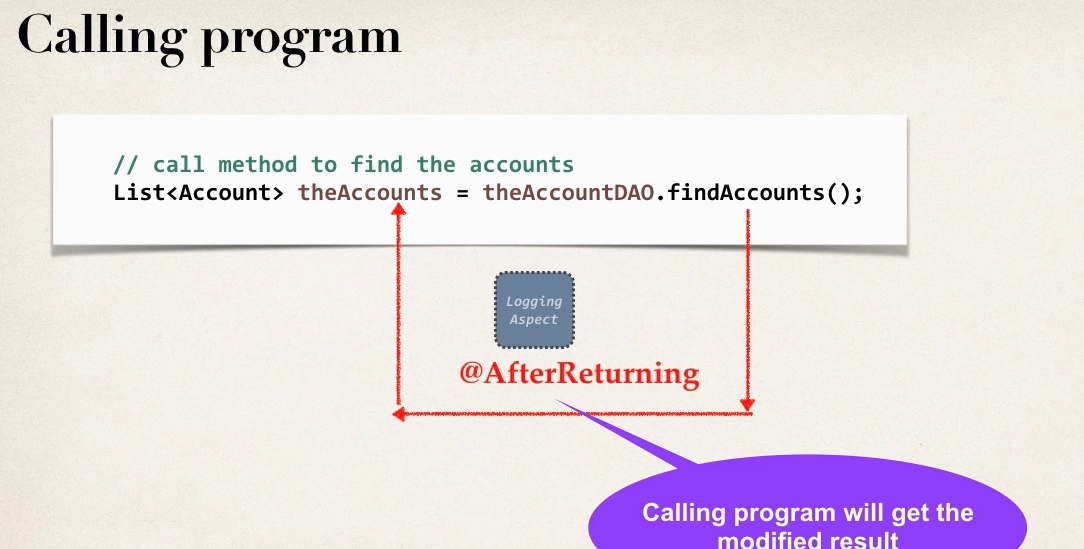 Calling program
// call method to find the accounts
List<Account> theAccounts = theAccountDAO.findAccounts();
Logging
Aspect
@AfterReturning
Calling program will get the
modified result